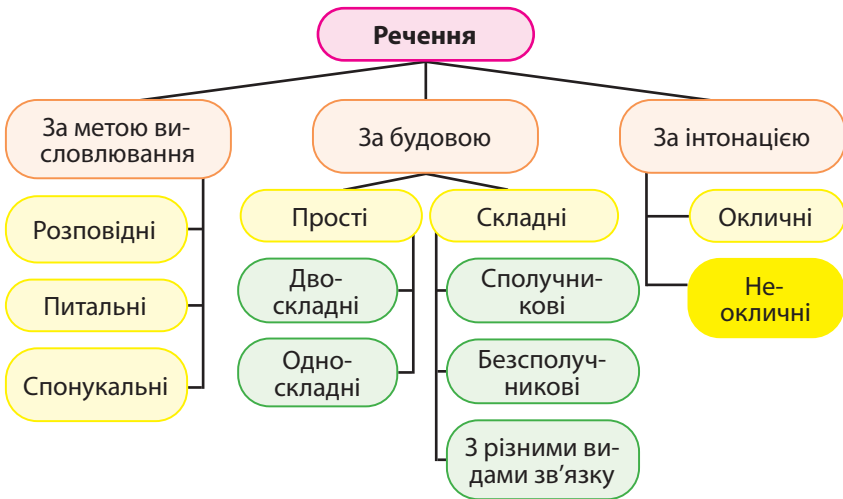 Речення
За метою ви-
словлювання
Розповідні
Питальні
Спонукальні
За будовою
Прості
Дво-
складні
Одно-
складні
Складні
Сполучни-
кові
Безсполуч-
никові
З різними ви-
дами зв'язку
За інтонацією
Окличні
Не-
окличні